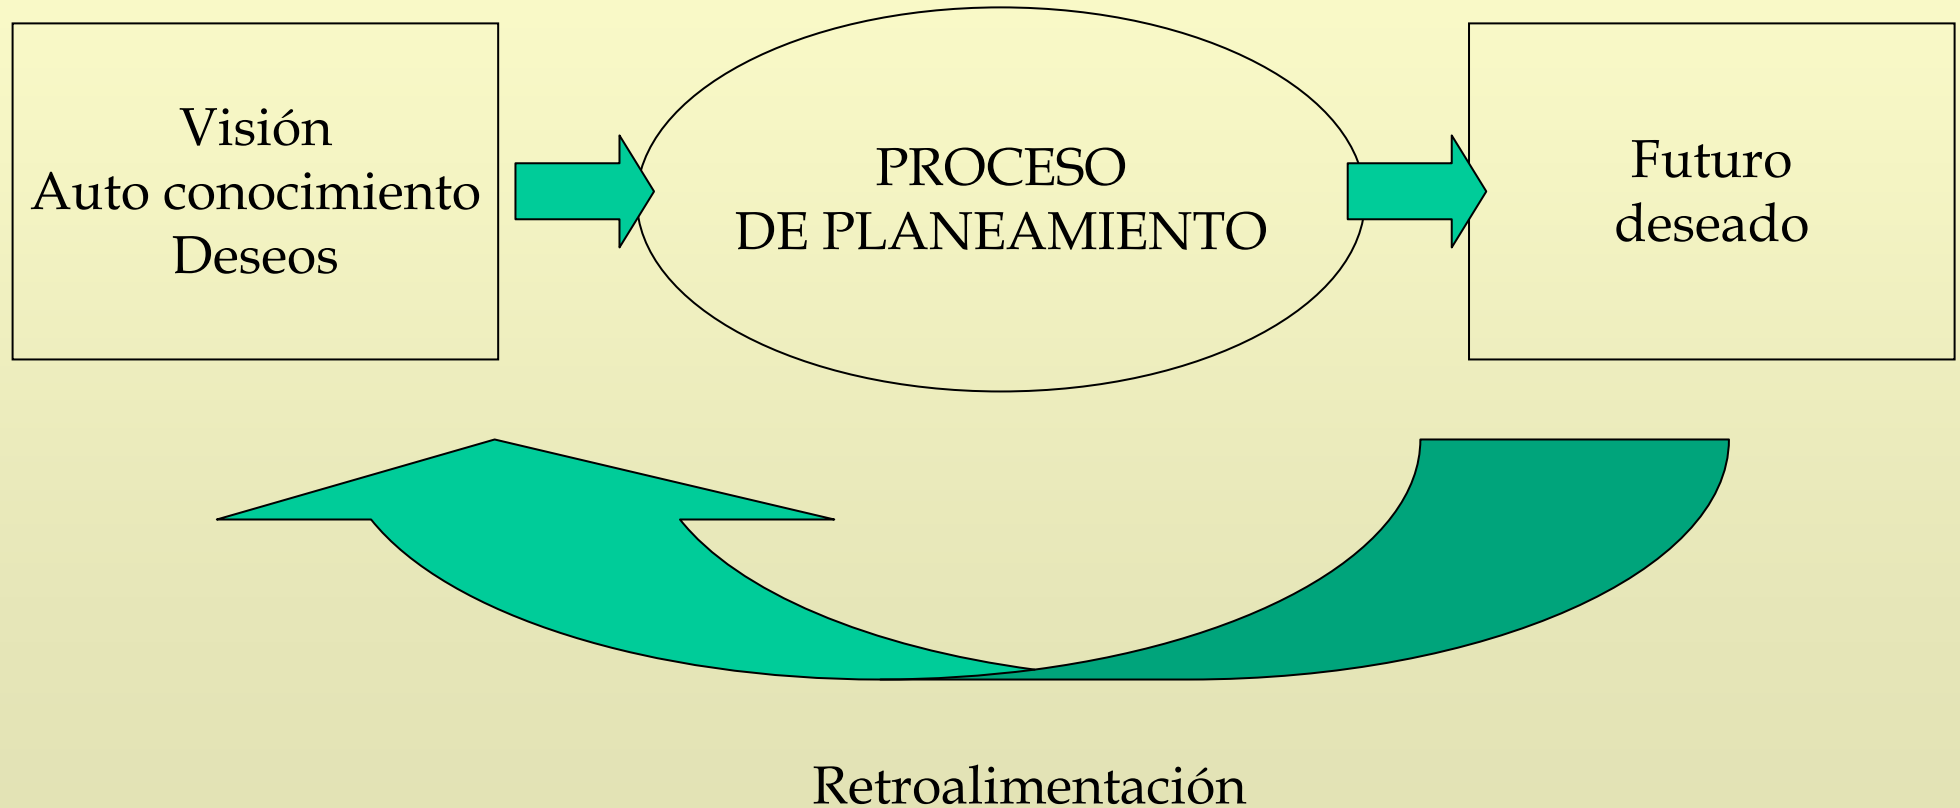 Visión
Auto conocimiento
Deseos
PROCESO
DE PLANEAMIENTO
Futuro
deseado
Retroalimentación